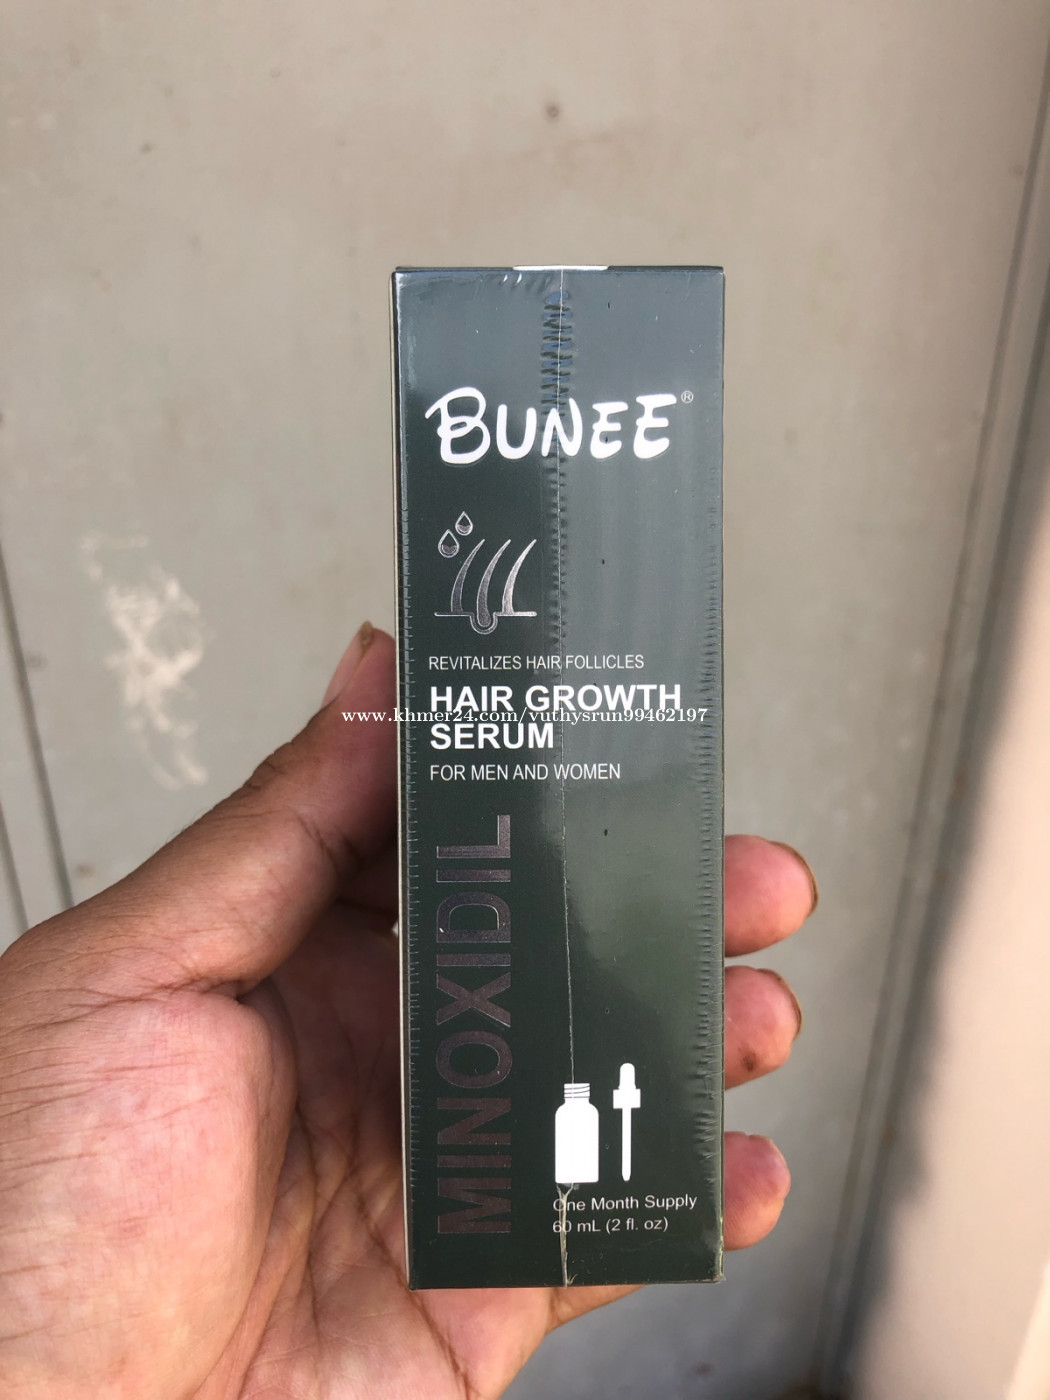 BUNEE®
REVITALIZES HAIR FOLLICLES
HAIR GROWTH
www.khmer24.com/vuthysrun99462197
SERUM
FOR MEN AND WOMEN
MINOXIDIL
One Month Supply
60 mL (2 fl. oz)